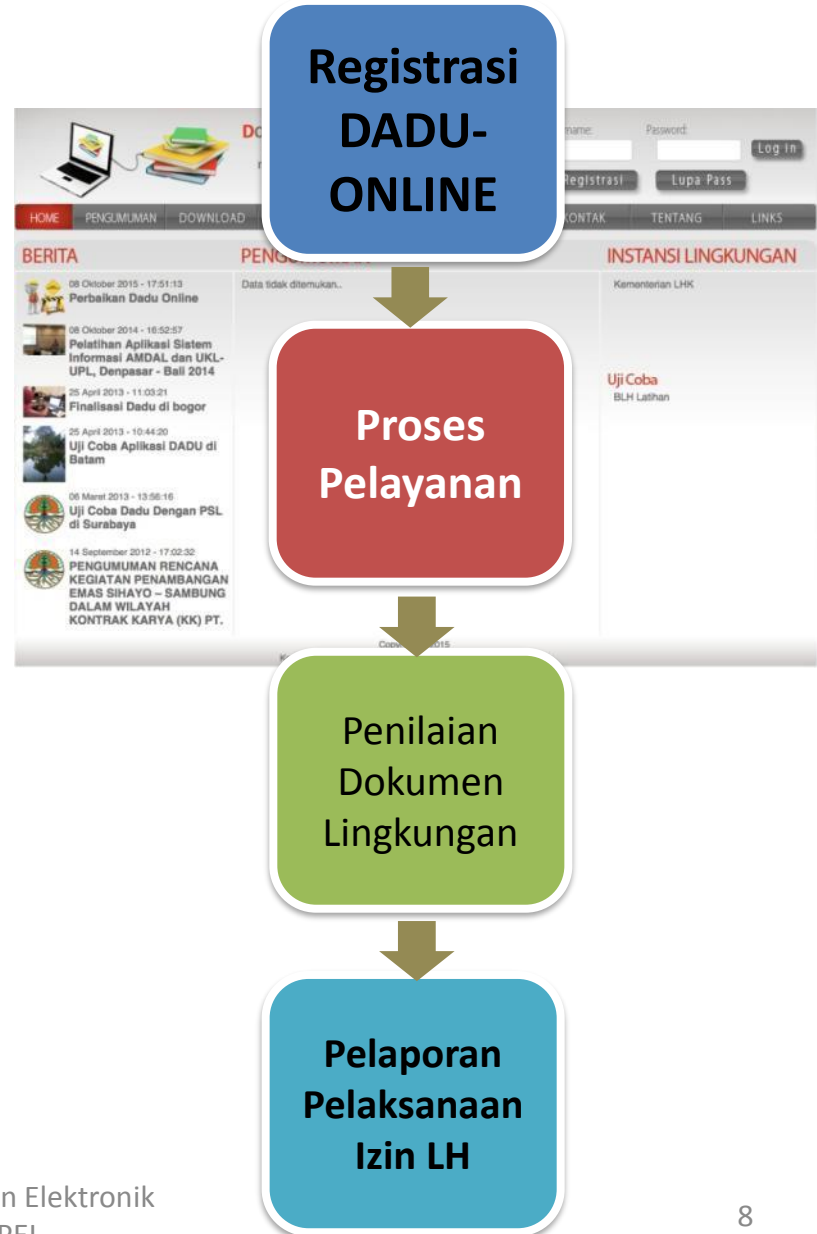 Registrasi
DADU-
ONLINE
Password:
Log in
Registrasi
Lupa Pass
HOME PENGUMUMAN DOWNLOAD KONTAK TENTANG LINKS
BERITA
08 Oktober 2015 - 17:51:13
Perbaikan Dadu Online
08 Oktober 2014 - 16:52:57
Pelatihan Aplikasi Sistem
Informasi AMDAL dan UKL-
UPL, Denpasar - Bali 2014
25 April 2013 - 11:03:21
Finalisasi Dadu di bogor
25 April 2013 - 10:44:20
Uji Coba Aplikasi DADU di
Batam
06 Maret 2013 - 13:56:16
Uji Coba Dadu Dengan PSL
di Surabaya
14 September 2012 - 17:02:32
PENGUMUMAN RENCANA
KEGIATAN PENAMBANGAN
EMAS SIHAYO – SAMBUNG
DALAM WILAYAH
KONTRAK KARYA (KK) PT.
Data tidak ditemukan..
INSTANSI LINGKUNGAN
Kementerian LHK
Uji Coba
BLH Latihan
Proses
Pelayanan
2015
Penilaian
Dokumen
Lingkungan
Pelaporan
Pelaksanaan
Izin LH
n Elektronik
8